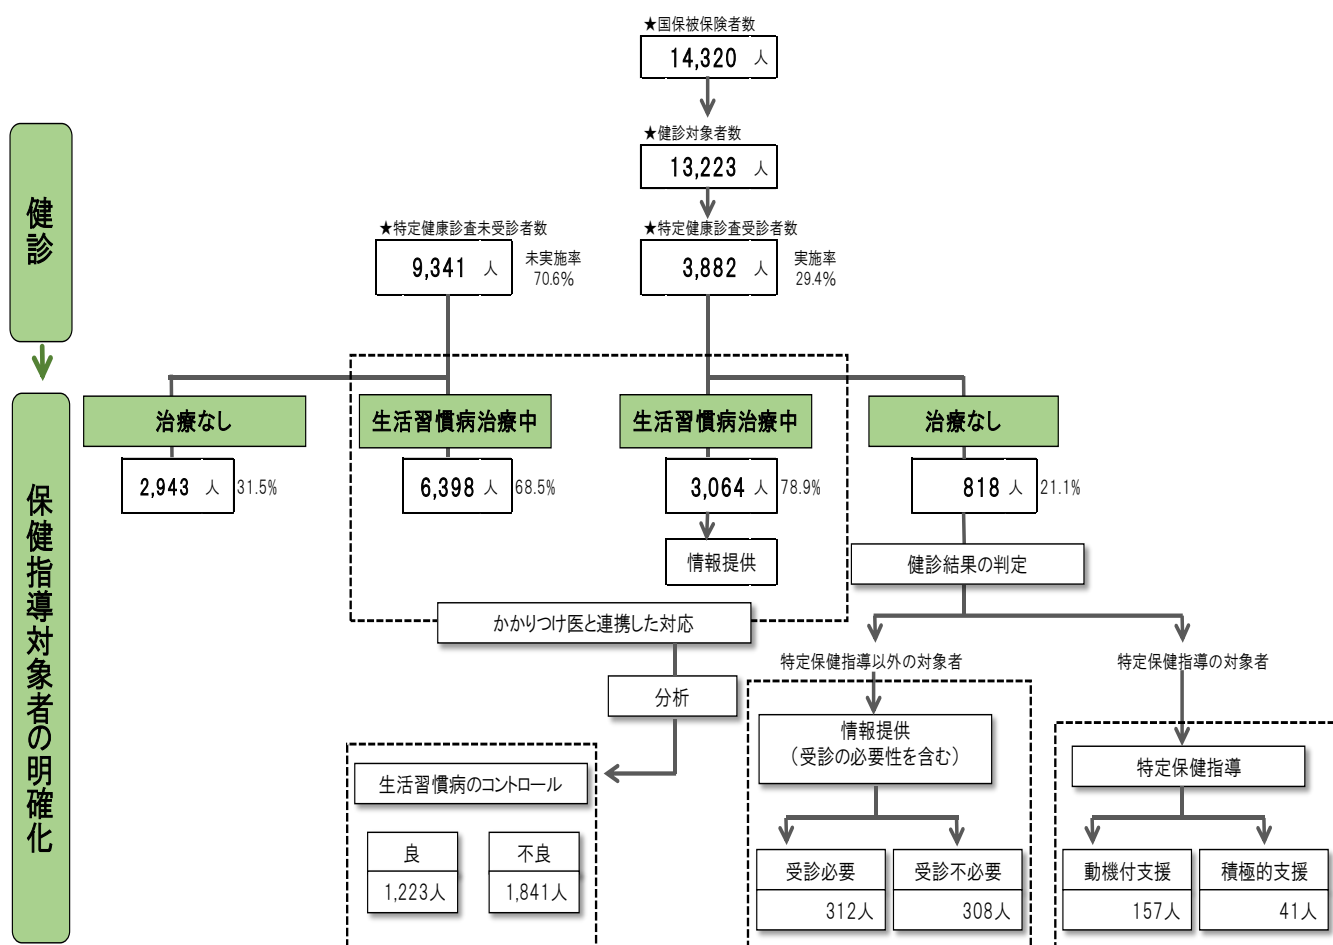 ★国保被保険者数
14,320 人
★健診対象者数
13,223 人
健診
★特定健康診査未受診者数
9,341 人
未実施率
70.6%
★特定健康診査受診者数
3,882 人
実施率
29.4%
保健指導対象者の明確化
治療なし
2,943 人 31.5%
生活習慣病治療中
6,398 人 68.5%
生活習慣病治療中
3,064 人 78.9%
治療なし
818 人 21.1%
情報提供
健診結果の判定
かかりつけ医と連携した対応
分析
特定保健指導以外の対象者
特定保健指導の対象者
生活習慣病のコントロール
良
1,223人
不良
1,841人
情報提供
（受診の必要性を含む）
受診必要
312人
受診不必要
308人
特定保健指導
動機付支援
157人
積極的支援
41人